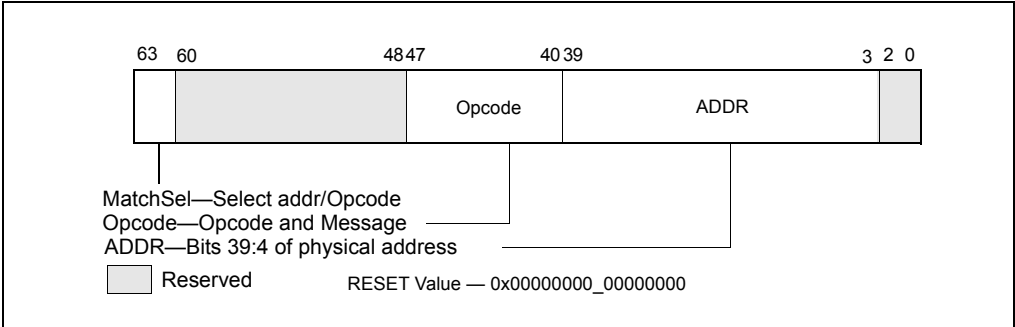 63 60 48 47 40 39 3 2 0
Opcode ADDR
MatchSel—Select addr/Opcode
Opcode—Opcode and Message
ADDR—Bits 39:4 of physical address
Reserved RESET Value — 0x00000000_00000000